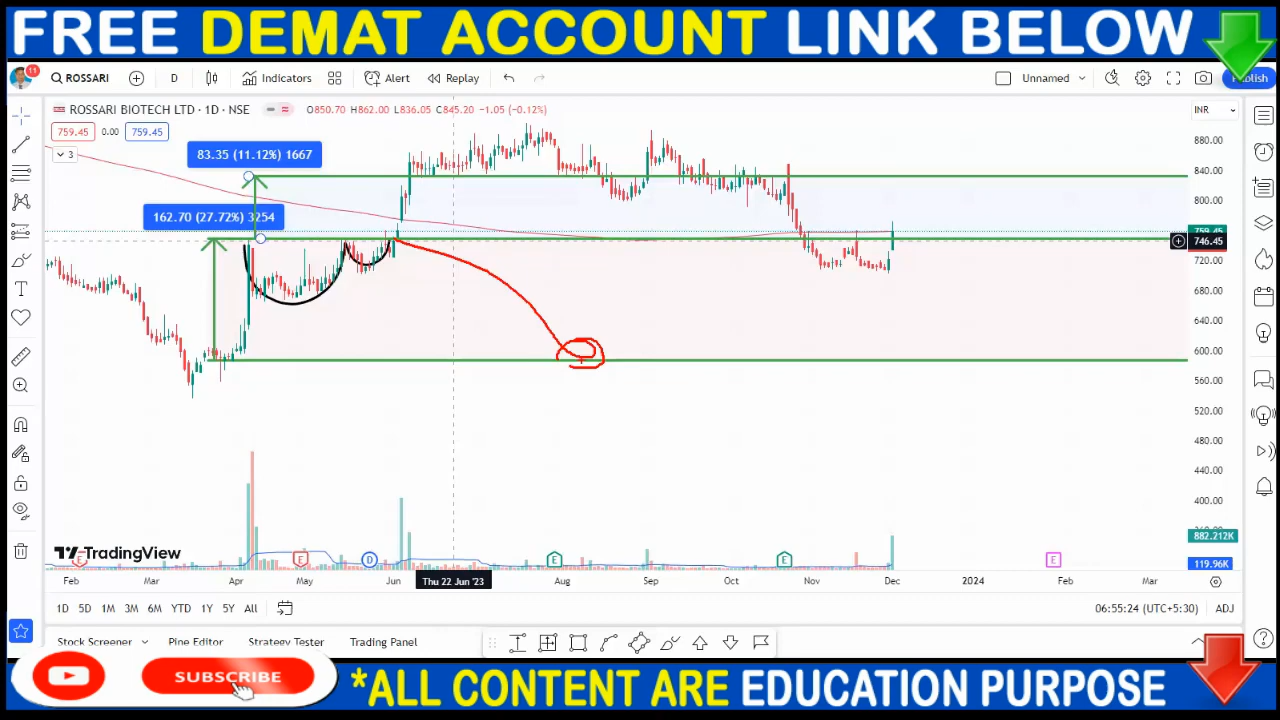 FREE DEMAT ACCOUNT LINK BELOW
11
ROSSARI
D
Indicators
Alert
Replay
Unnamed
Publish
ROSSARI BIOTECH LTD · 1D · NSE
O850.70 H862.00 L836.05 C845.20 -1.05 (-0.12%)
INR
759.45
0.00
759.45
3
83.35 (11.12%) 1667
162.70 (27.72%) 3254
880.00
840.00
800.00
759.45
746.45
720.00
680.00
640.00
600.00
560.00
520.00
480.00
440.00
400.00
882.212K
119.96K
TradingView
E
E
D
E
E
E
Feb
Mar
Apr
May
Jun
Thu 22 Jun '23
Aug
Sep
Oct
Nov
Dec
2024
Feb
Mar
1D 5D 1M 3M 6M YTD 1Y 5Y All
06:55:24 (UTC+5:30)
ADJ
Stock Screener
Pine Editor
Strategy Tester
Trading Panel
SUBSCRIBE
*ALL CONTENT ARE EDUCATION PURPOSE